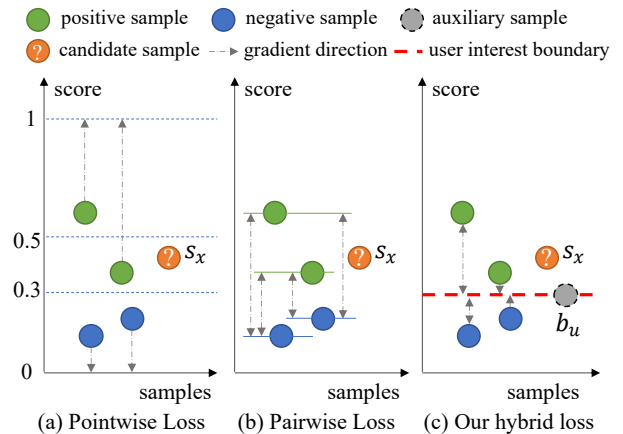 positive sample negative sample auxiliary sample
? candidate sample gradient direction user interest boundary
score score score
1
0.5
? s_x ? s_x ? s_x
0.3
b_u
0
samples samples samples
(a) Pointwise Loss (b) Pairwise Loss (c) Our hybrid loss